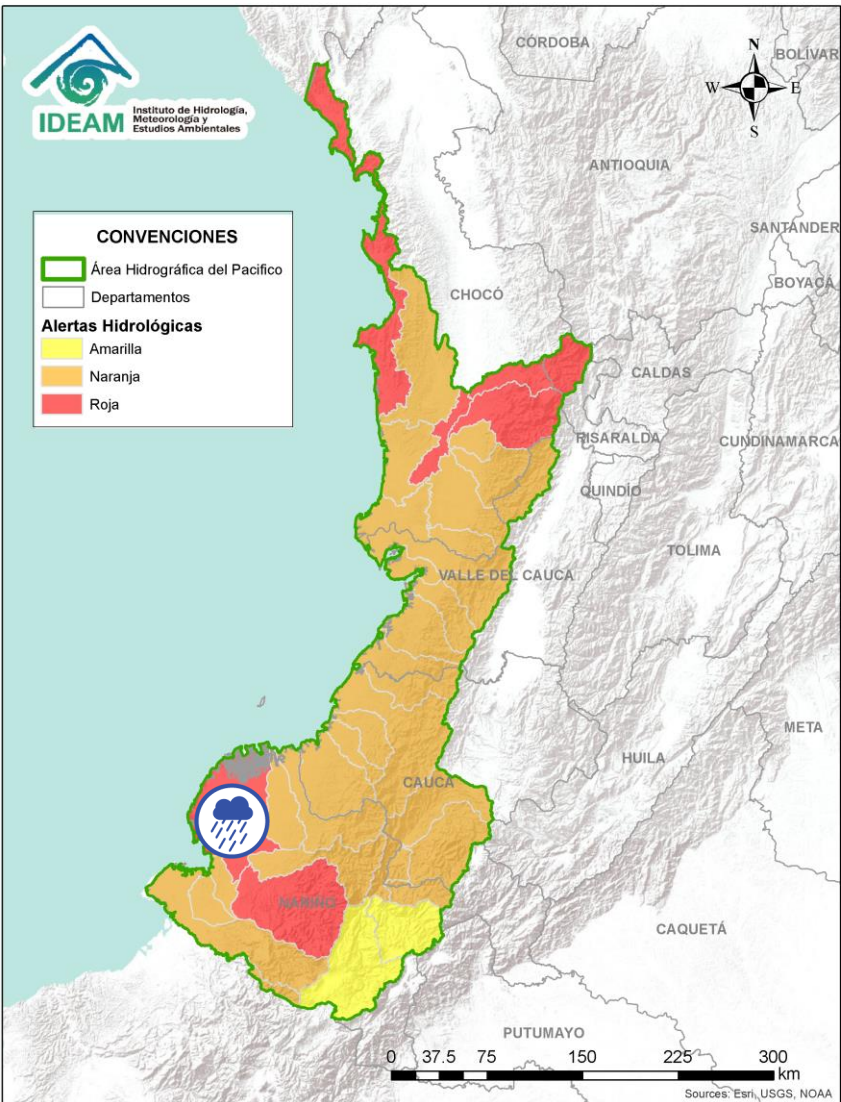 IDEAM
Instituto de Hidrología,
Meteorología y
Estudios Ambientales
CÓRDOBA
BOLIVAR
N
W
E
S
ANTIOQUIA
SANTANDER
BOYACÁ
CONVENCIONES
Área Hidrográfica del Pacifico
Departamentos
Alertas Hidrológicas
Amarilla
Naranja
Roja
CHOCÓ
CALDAS
RISARALDA
CUNDINAMARCA
QUINDÍO
TOLIMA
VALLE DEL CAUCA
META
HUILA
CAUCA
NARIÑO
CAQUETÁ
PUTUMAYO
0 37.5 75 150 225 300
km
Sources: Esri, USGS, NOAA